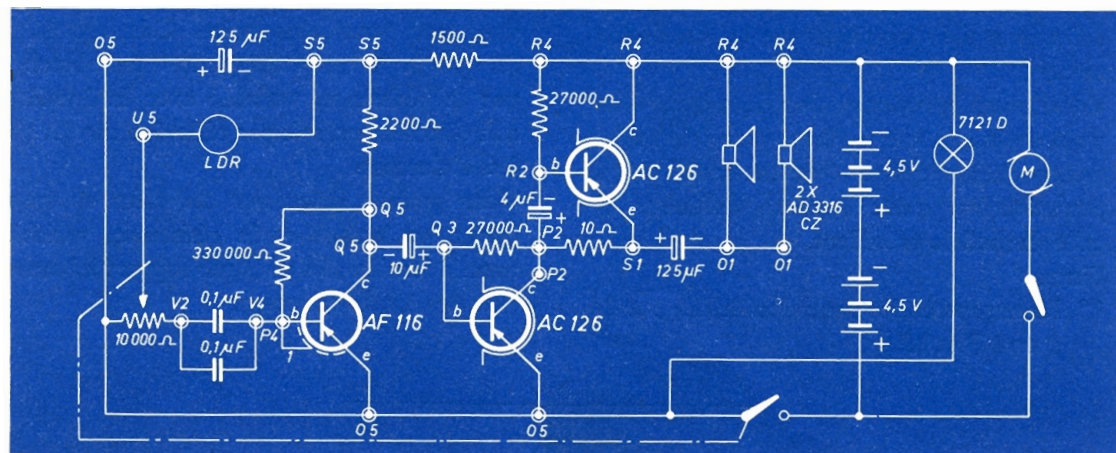 O5
125 µF
S5
S5
1500 Ω
R4
R4
R4
R4
+
−
U5
LDR
2200 Ω
27000 Ω
c
AC 126
R2
b
e
4 µF
−
+
P2
2 X
AD 3316
CZ
−
4,5 V
+
7121 D
M
Q5
Q5
−
+
10 µF
Q3
27000 Ω
10 Ω
S1
+
−
125 µF
O1
O1
330 000 Ω
P2
c
c
−
4,5 V
+
V2
0,1 µF
V4
P4
b
AF 116
b
AC 126
10 000 Ω
0,1 µF
1
e
e
O5
O5